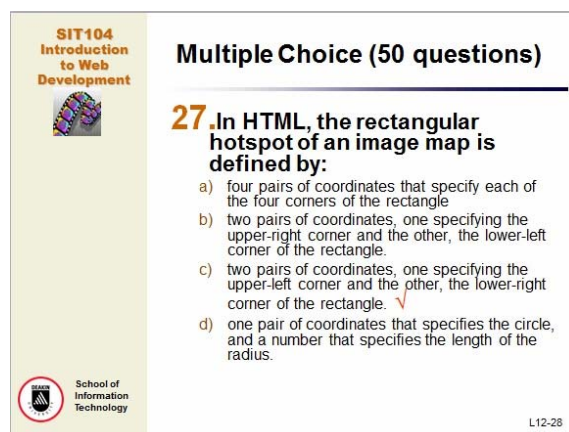 SIT104
Introduction
to Web
Development
Multiple Choice (50 questions)
27. In HTML, the rectangular
hotspot of an image map is
defined by:
a) four pairs of coordinates that specify each of
the four corners of the rectangle
b) two pairs of coordinates, one specifying the
upper-right corner and the other, the lower-left
corner of the rectangle.
c) two pairs of coordinates, one specifying the
upper-left corner and the other, the lower-right
corner of the rectangle. √
d) one pair of coordinates that specifies the circle,
and a number that specifies the length of the
radius.
DEAKIN
School of
Information
Technology
L12-28